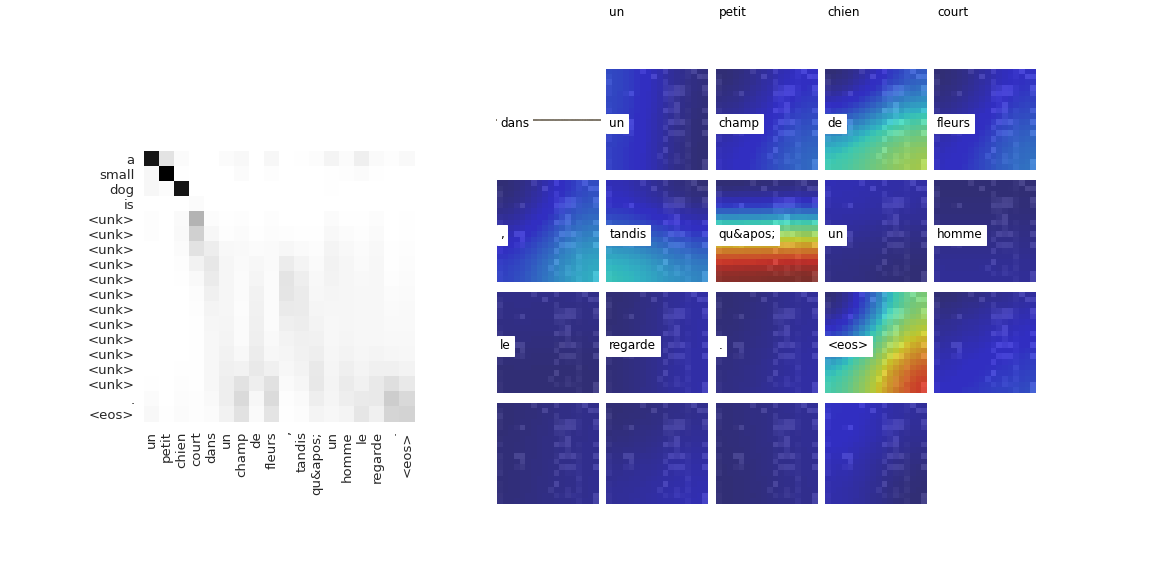 un petit chien court
dans un champ de fleurs
, tandis qu&apos; un homme
le regarde . <eos>
a
small
dog
is
<unk>
<unk>
<unk>
<unk>
<unk>
<unk>
<unk>
<unk>
<unk>
<unk>
<unk>
<unk>
.
<eos>
un petit chien court dans un champ de fleurs , tandis qu&apos; un homme le regarde . <eos>